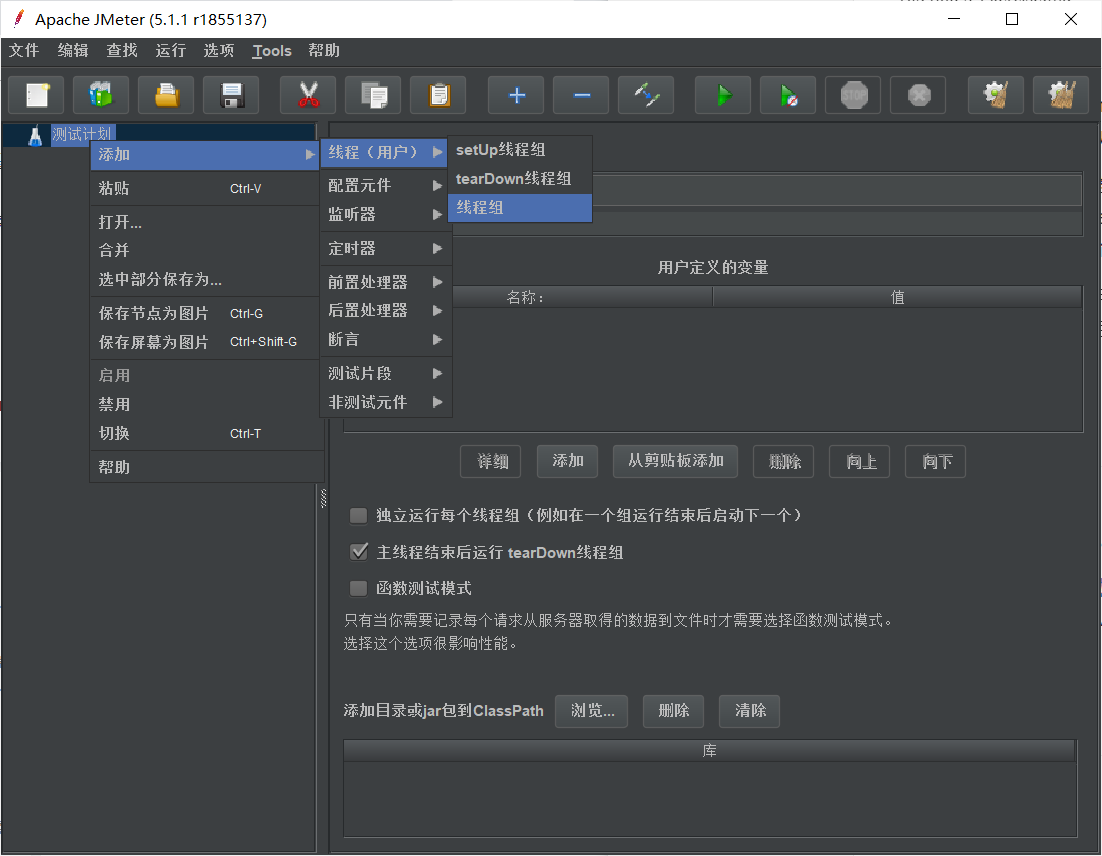 Apache JMeter (5.1.1 r1855137)
文件 编辑 查找 运行 选项 Tools 帮助
STOP
测试计划
添加
粘贴 Ctrl-V
打开...
合并
选中部分保存为...
保存节点为图片 Ctrl-G
保存屏幕为图片 Ctrl+Shift-G
启用
禁用
切换 Ctrl-T
帮助
线程（用户）
配置元件
监听器
定时器
前置处理器
后置处理器
断言
测试片段
非测试元件
setUp线程组
tearDown线程组
线程组
用户定义的变量
名称： 值
详细 添加 从剪贴板添加 删除 向上 向下
独立运行每个线程组（例如在一个组运行结束后启动下一个）
主线程结束后运行 tearDown线程组
函数测试模式
只有当你需要记录每个请求从服务器取得的数据到文件时才需要选择函数测试模式。
选择这个选项很影响性能。
添加目录或jar包到ClassPath 浏览... 删除 清除
库